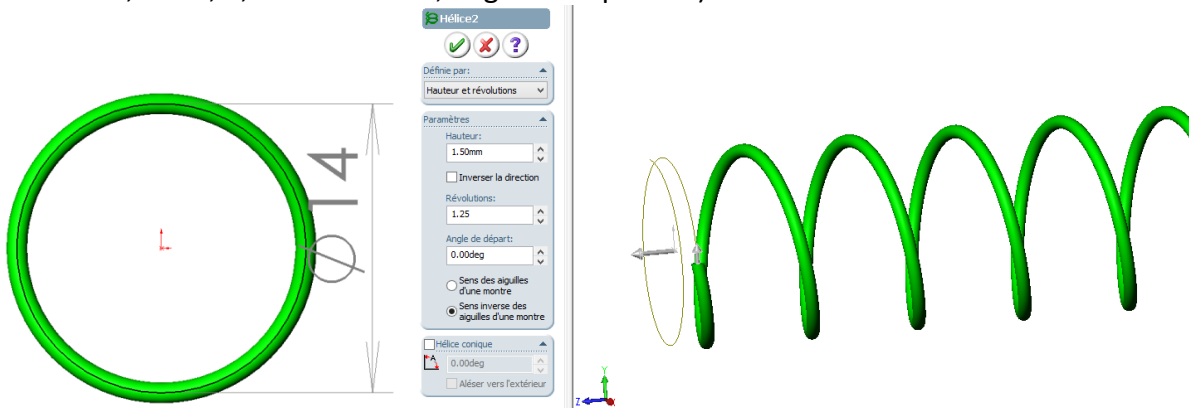 Ø 14
Hélice2
?
Définie par:
Hauteur et révolutions
Paramètres
Hauteur:
1.50mm
Inverser la direction
Révolutions:
1.25
Angle de départ:
0.00deg
Sens des aiguilles
d'une montre
Sens inverse des
aiguilles d'une montre
Hélice conique
A
0.00deg
Aléser vers l'extérieur
Y
Z